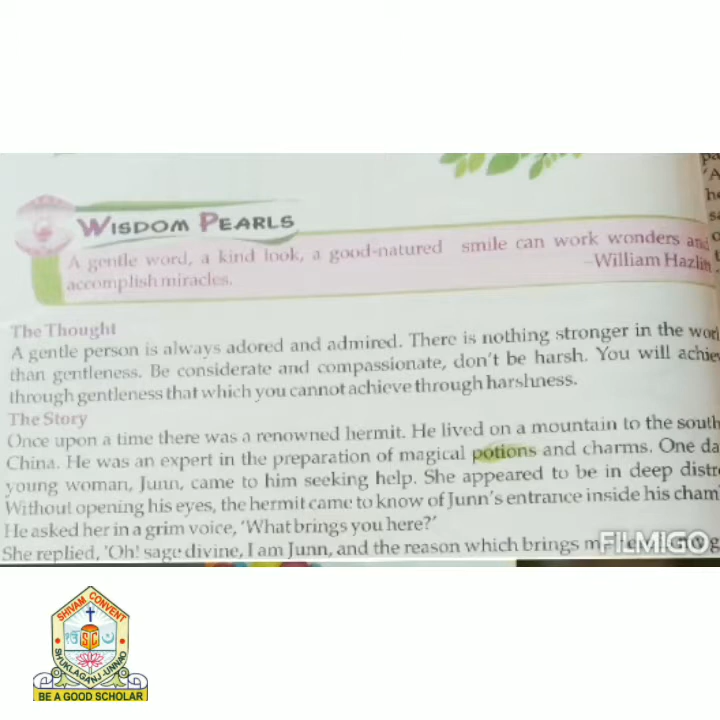 WISDOM PEARLS
A gentle word, a kind look, a good-natured smile can work wonders and
accomplish miracles. –William Hazlitt
The Thought
A gentle person is always adored and admired. There is nothing stronger in the
than gentleness. Be considerate and compassionate, don't be harsh. You will
through gentleness that which you cannot achieve through harshness.
The Story
Once upon a time there was a renowned hermit. He lived on a mountain to the south
China. He was an expert in the preparation of magical potions and charms. One
young woman, Junn, came to him seeking help. She appeared to be in deep
Without opening his eyes, the hermit came to know of Junn's entrance inside his
He asked her in a grim voice, 'What brings you here?'
She replied, 'Oh! sage divine, I am Junn, and the reason which brings
FILMIGO
SHIVAM CONVENT
SC
SHUKLAGANJ-UNNAO
BE A GOOD SCHOLAR